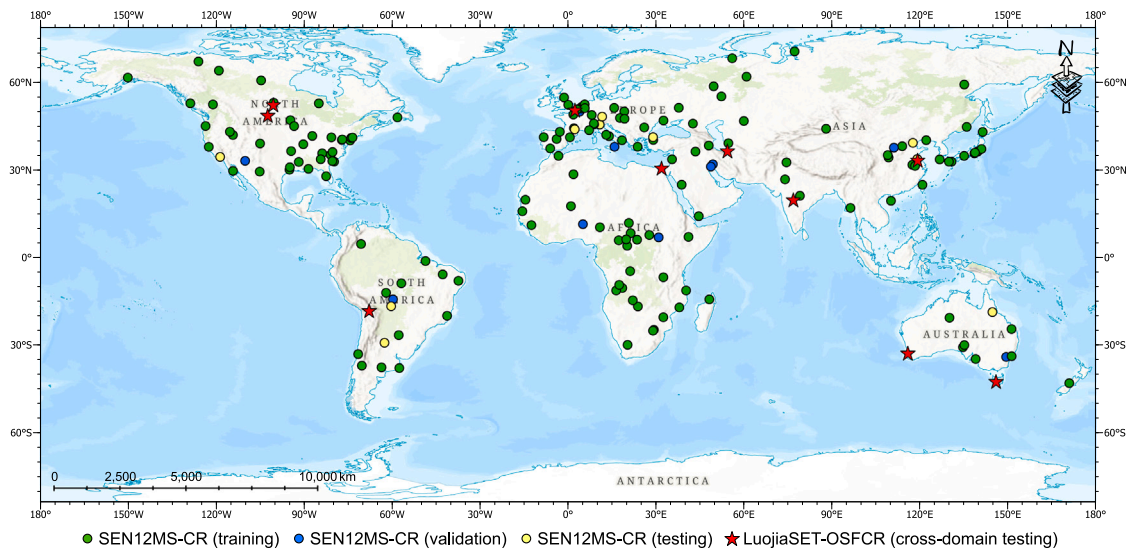 180° 150°W 120°W 90°W 60°W 30°W 0° 30°E 60°E 90°E 120°E 150°E 180°
N
60°N 60°N
NORTH AMERICA
EUROPE
ASIA
30°N 30°N
AFRICA
0° 0°
SOUTH AMERICA
AUSTRALIA
30°S 30°S
60°S 60°S
0 2,500 5,000 10,000 km
ANTARCTICA
180° 150°W 120°W 90°W 60°W 30°W 0° 30°E 60°E 90°E 120°E 150°E 180°
SEN12MS-CR (training) SEN12MS-CR (validation) SEN12MS-CR (testing) LuojiaSET-OSFCR (cross-domain testing)